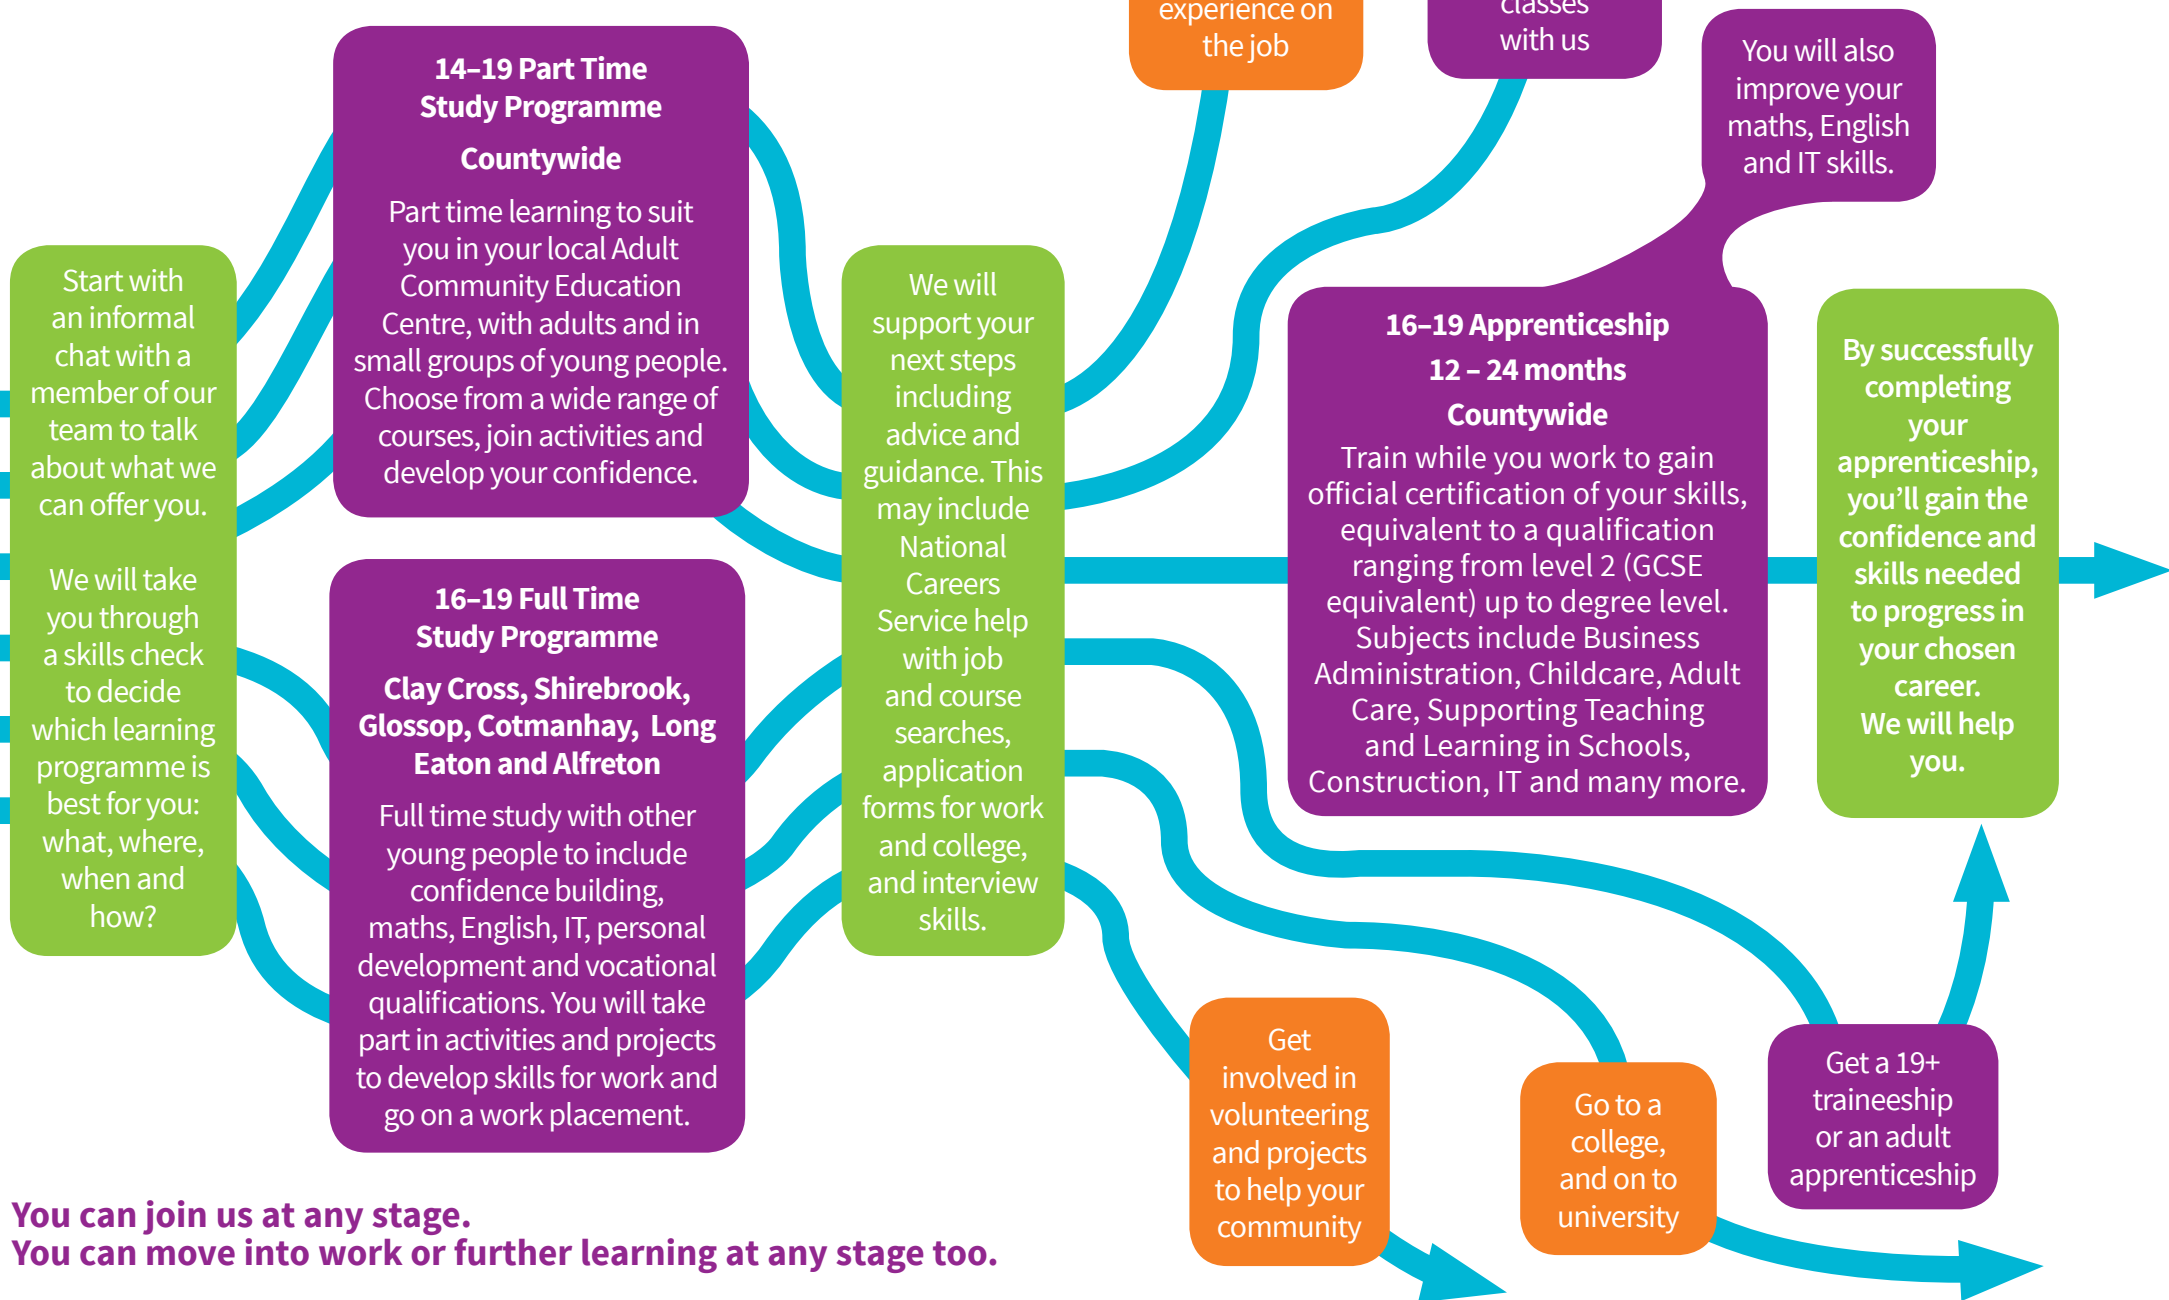 experience on
the job
classes
with us
You will also
improve your
maths, English
and IT skills.
14–19 Part Time
Study Programme
Countywide
Part time learning to suit
you in your local Adult
Community Education
Centre, with adults and in
small groups of young people.
Choose from a wide range of
courses, join activities and
develop your confidence.
Start with
an informal
chat with a
member of our
team to talk
about what we
can offer you.
We will take
you through
a skills check
to decide
which learning
programme is
best for you:
what, where,
when and
how?
16–19 Full Time
Study Programme
Clay Cross, Shirebrook,
Glossop, Cotmanhay, Long
Eaton and Alfreton
Full time study with other
young people to include
confidence building,
maths, English, IT, personal
development and vocational
qualifications. You will take
part in activities and projects
to develop skills for work and
go on a work placement.
We will
support your
next steps
including
advice and
guidance. This
may include
National
Careers
Service help
with job
and course
searches,
application
forms for work
and college,
and interview
skills.
16–19 Apprenticeship
12 – 24 months
Countywide
Train while you work to gain
official certification of your skills,
equivalent to a qualification
ranging from level 2 (GCSE
equivalent) up to degree level.
Subjects include Business
Administration, Childcare, Adult
Care, Supporting Teaching
and Learning in Schools,
Construction, IT and many more.
By successfully
completing
your
apprenticeship,
you’ll gain the
confidence and
skills needed
to progress in
your chosen
career.
We will help
you.
Get
involved in
volunteering
and projects
to help your
community
Go to a
college,
and on to
university
Get a 19+
traineeship
or an adult
apprenticeship
You can join us at any stage.
You can move into work or further learning at any stage too.